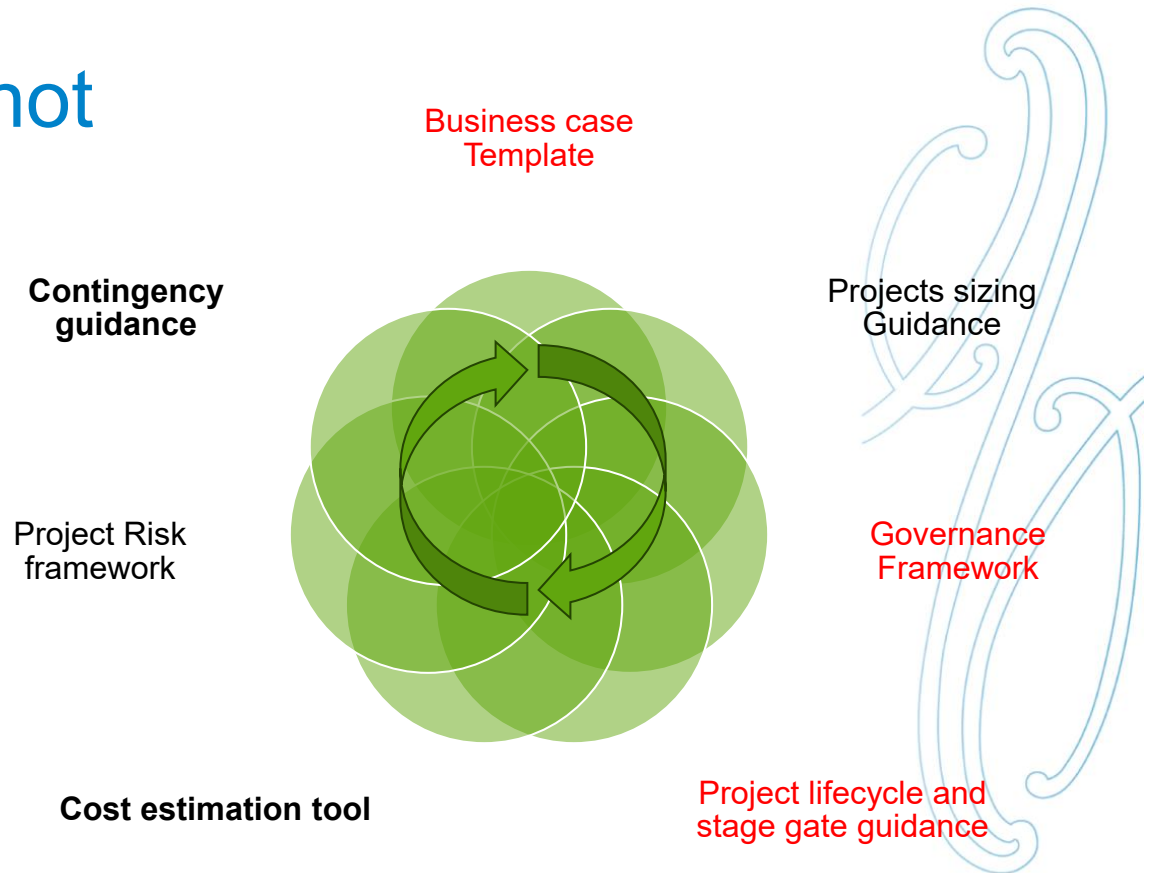 not
Business case
Template
Contingency
guidance
Projects sizing
Guidance
Project Risk
framework
Governance
Framework
Cost estimation tool
Project lifecycle and
stage gate guidance